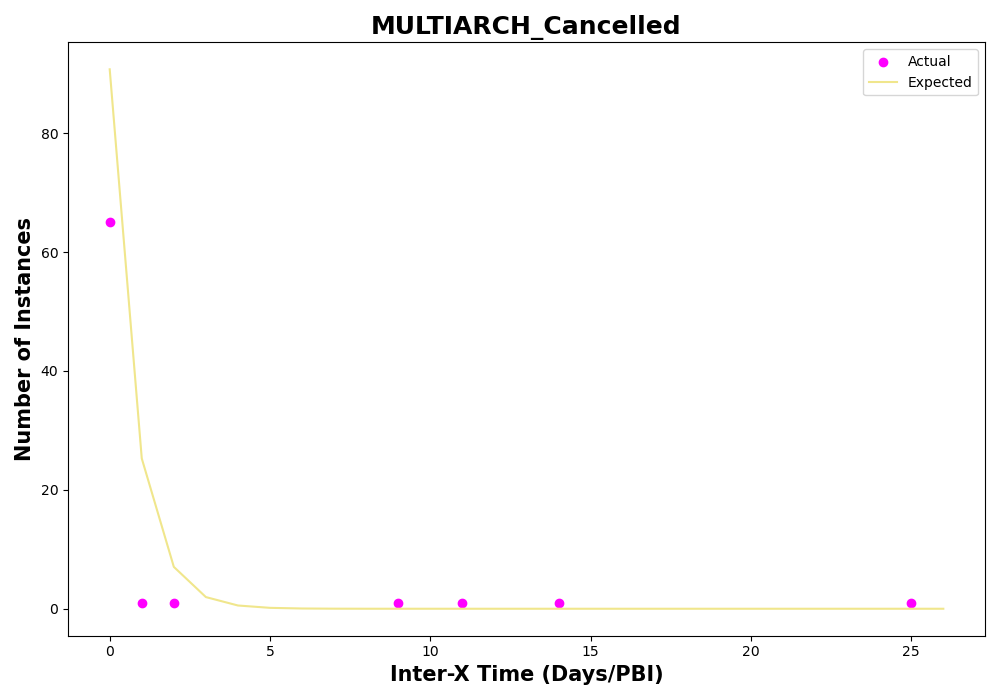 MULTIARCH_Cancelled
Actual
Expected
Number of Instances
80
60
40
20
0
0 5 10 15 20 25
Inter-X Time (Days/PBI)